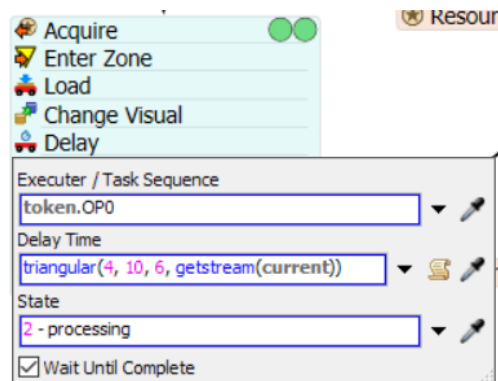 Acquire
Resour
Enter Zone
Load
Change Visual
Delay
Executer / Task Sequence
token.OP0
Delay Time
triangular(4, 10, 6, getstream(current))
State
2 - processing
Wait Until Complete